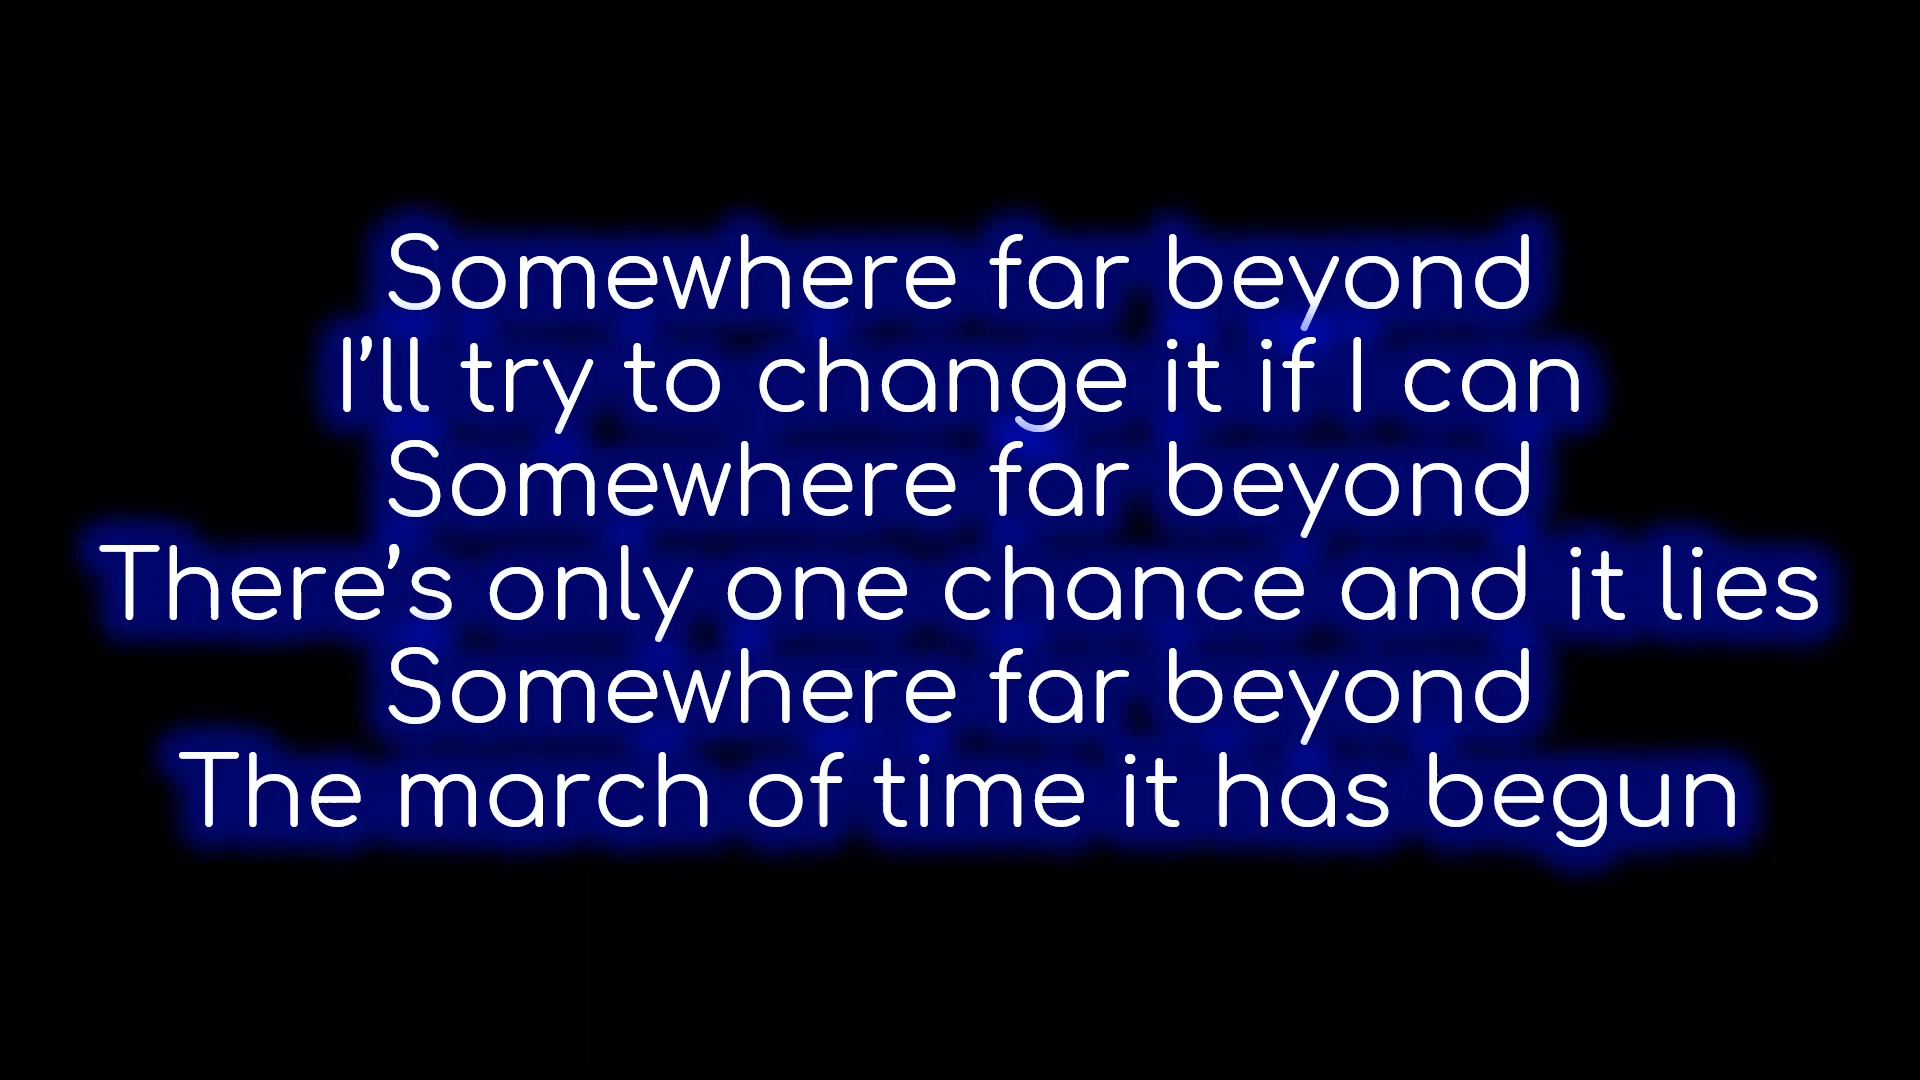 Somewhere far beyond
I’ll try to change it if I can
Somewhere far beyond
There’s only one chance and it lies
Somewhere far beyond
The march of time it has begun